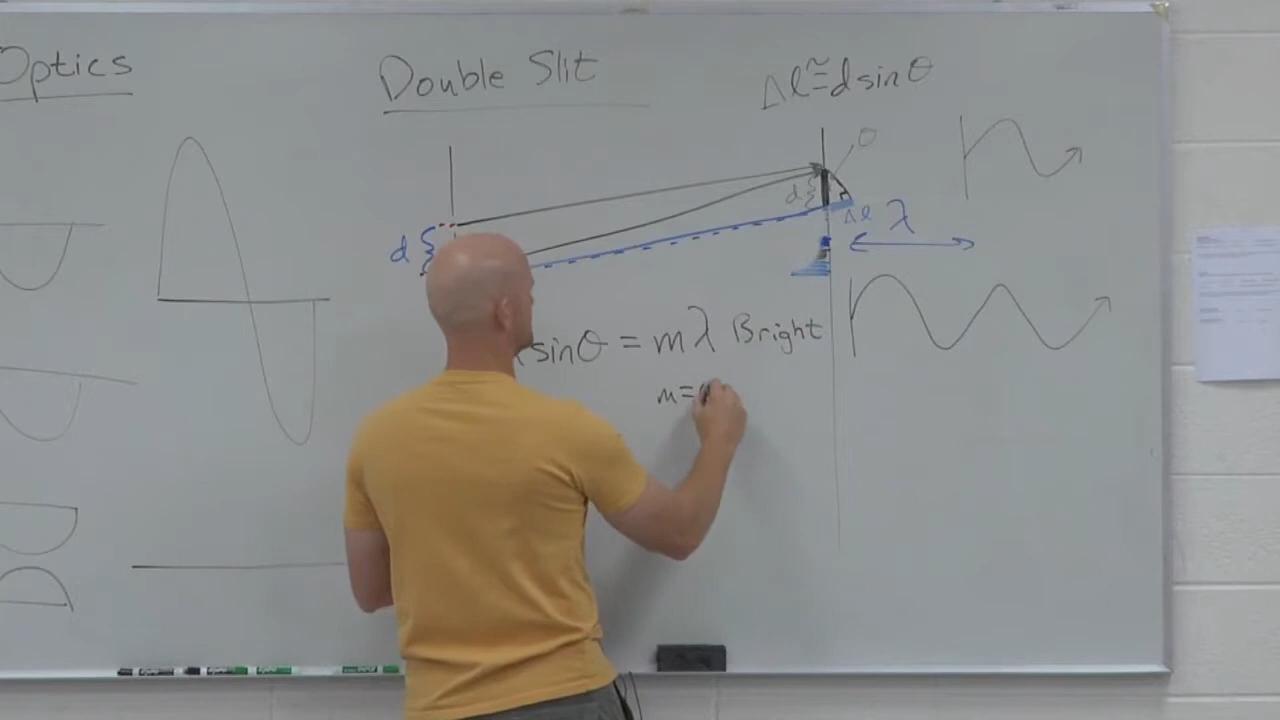 Optics
Double Slit
Δl ≅ d sinθ
θ
d
Δl
λ
d
sinθ = mλ Bright
m=